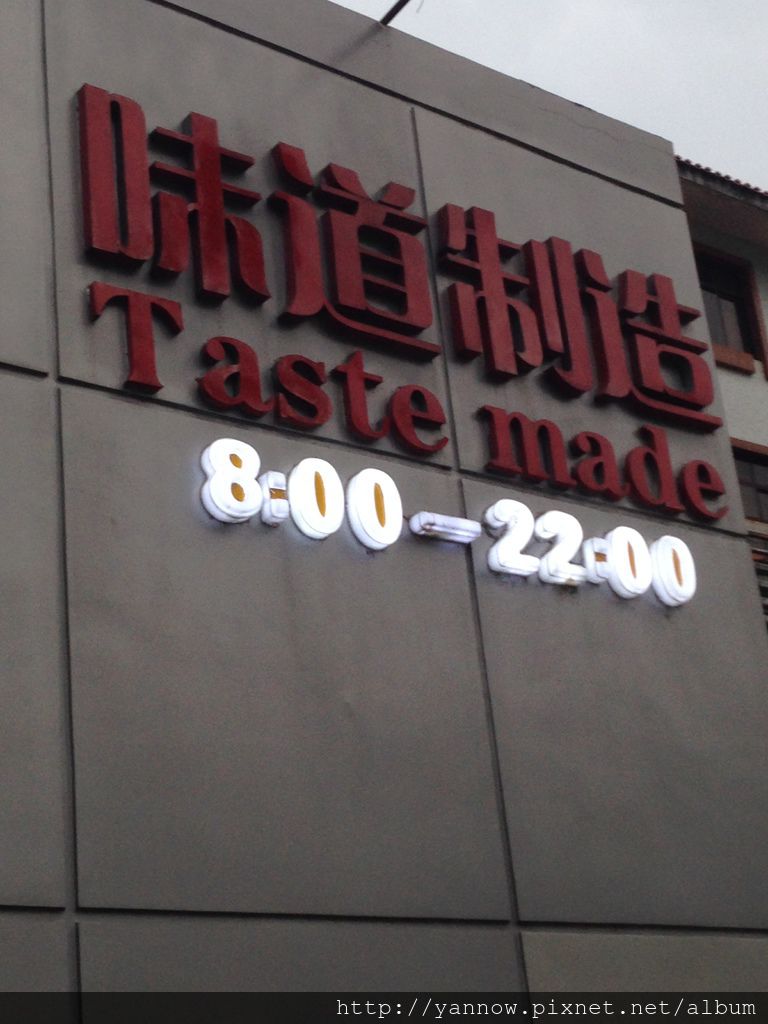 味道制造
Taste made
8:00-22:00
http://yannow.pixnet.net/album